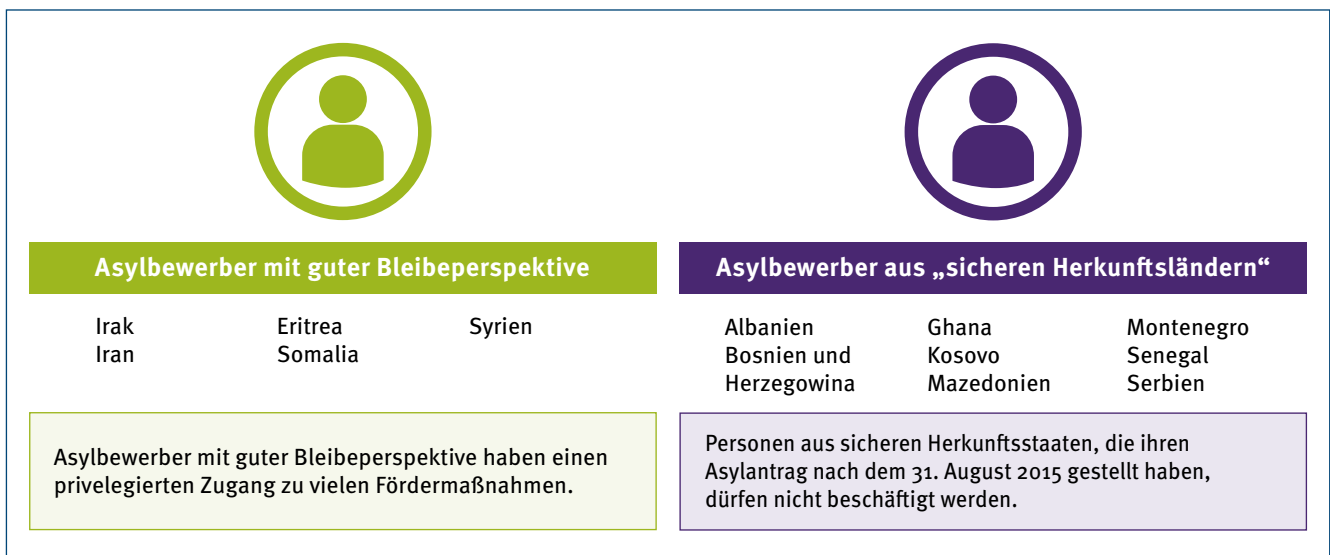 Asylbewerber mit guter Bleibeperspektive
Irak Eritrea Syrien
Iran Somalia
Asylbewerber mit guter Bleibeperspektive haben einen
privelegierten Zugang zu vielen Fördermaßnahmen.
Asylbewerber aus „sicheren Herkunftsländern“
Albanien Ghana Montenegro
Bosnien und Kosovo Senegal
Herzegowina Mazedonien Serbien
Personen aus sicheren Herkunftsstaaten, die ihren
Asylantrag nach dem 31. August 2015 gestellt haben,
dürfen nicht beschäftigt werden.